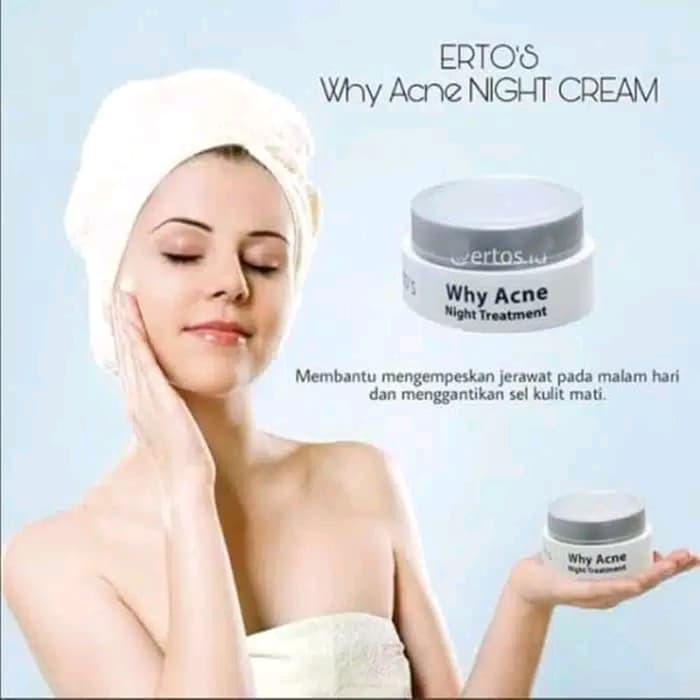 ERTO'S
Why Acne NIGHT CREAM
ertos.id
Why Acne
Night Treatment
Membantu mengempeskan jerawat pada malam hari
dan menggantikan sel kulit mati.
Why Acne
Night Treatment